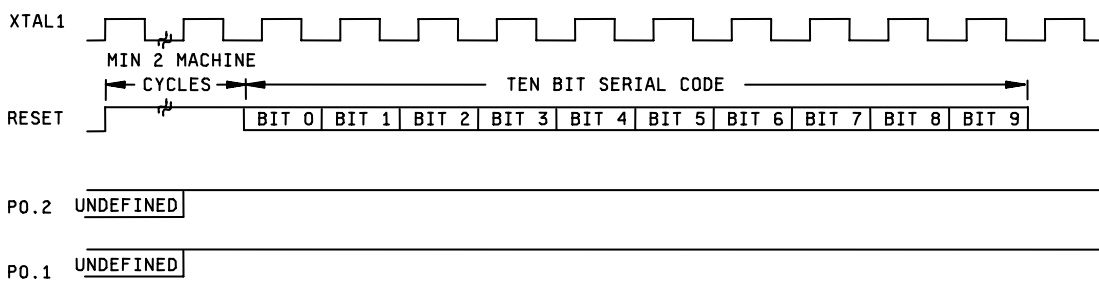 XTAL1
MIN 2 MACHINE
CYCLES TEN BIT SERIAL CODE
RESET BIT 0 BIT 1 BIT 2 BIT 3 BIT 4 BIT 5 BIT 6 BIT 7 BIT 8 BIT 9
P0.2 UNDEFINED
P0.1 UNDEFINED